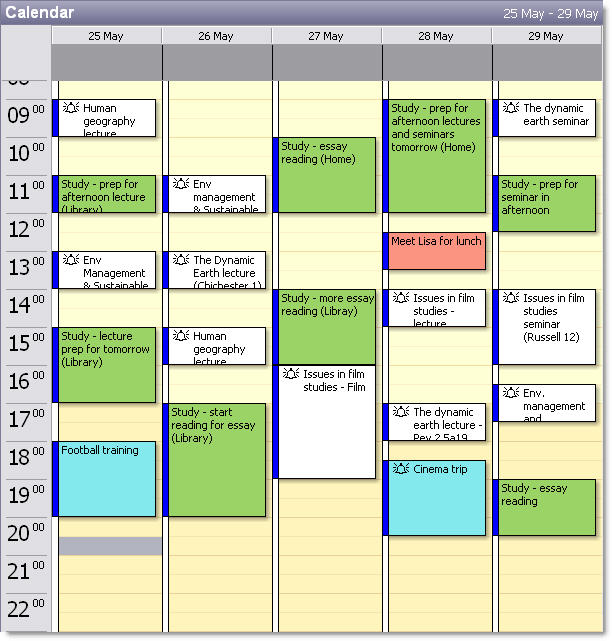 Calendar 25 May - 29 May
25 May 26 May 27 May 28 May 29 May
09 00
10 00
11 00
12 00
13 00
14 00
15 00
16 00
17 00
18 00
19 00
20 00
21 00
22 00
Human
geography
lecture
Study - prep for
afternoon lecture
(Library)
Env
Management
& Sustainable
Study - lecture
prep for tomorrow
(Library)
Football training
Env
management
& Sustainable
The Dynamic
Earth lecture
(Chichester 1)
Human
geography
lecture
Study - start
reading for essay
(Library)
Study - essay
reading (Home)
Study - more essay
reading (Libray)
Issues in film
studies - Film
Study - prep for
afternoon lectures
and seminars
tomorrow (Home)
Meet Lisa for lunch
Issues in film
studies -
lecture
The dynamic
earth lecture -
Pev 2 5a19
Cinema trip
The dynamic
earth seminar
Study - prep for
seminar in
afternoon
Issues in film
studies
seminar
(Russell 12)
Env.
management
and
Study - essay
reading